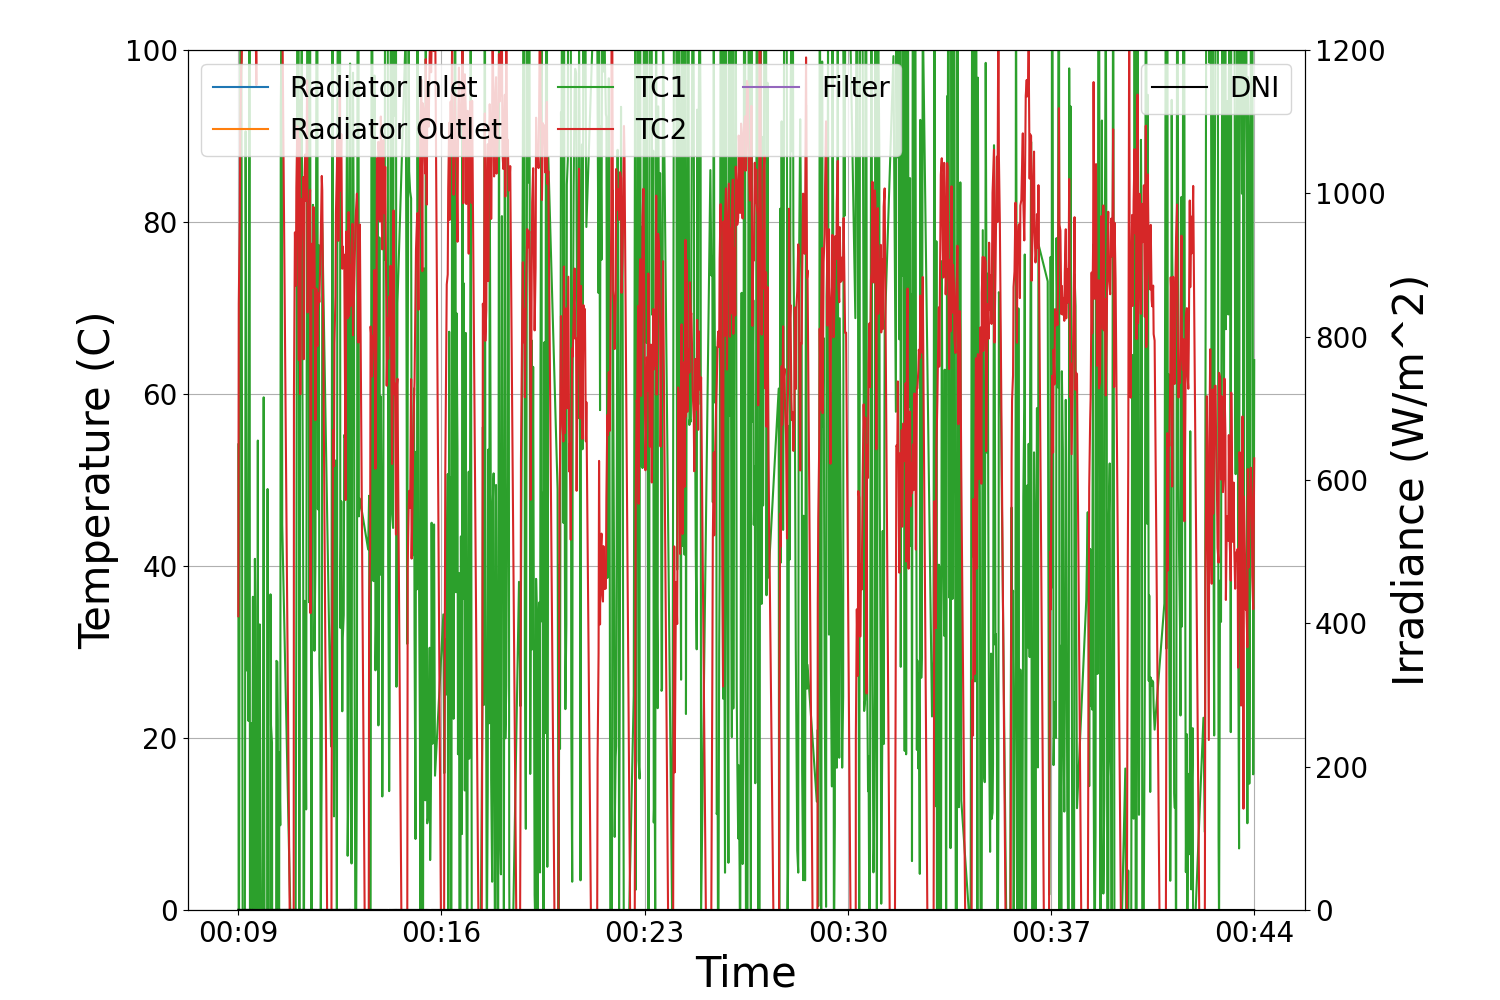 100
80
60
40
20
0
Temperature (C)
Radiator Inlet
Radiator Outlet
TC1
TC2
Filter
DNI
1200
1000
800
600
400
200
0
Irradiance (W/m^2)
00:09 00:16 00:23 00:30 00:37 00:44
Time